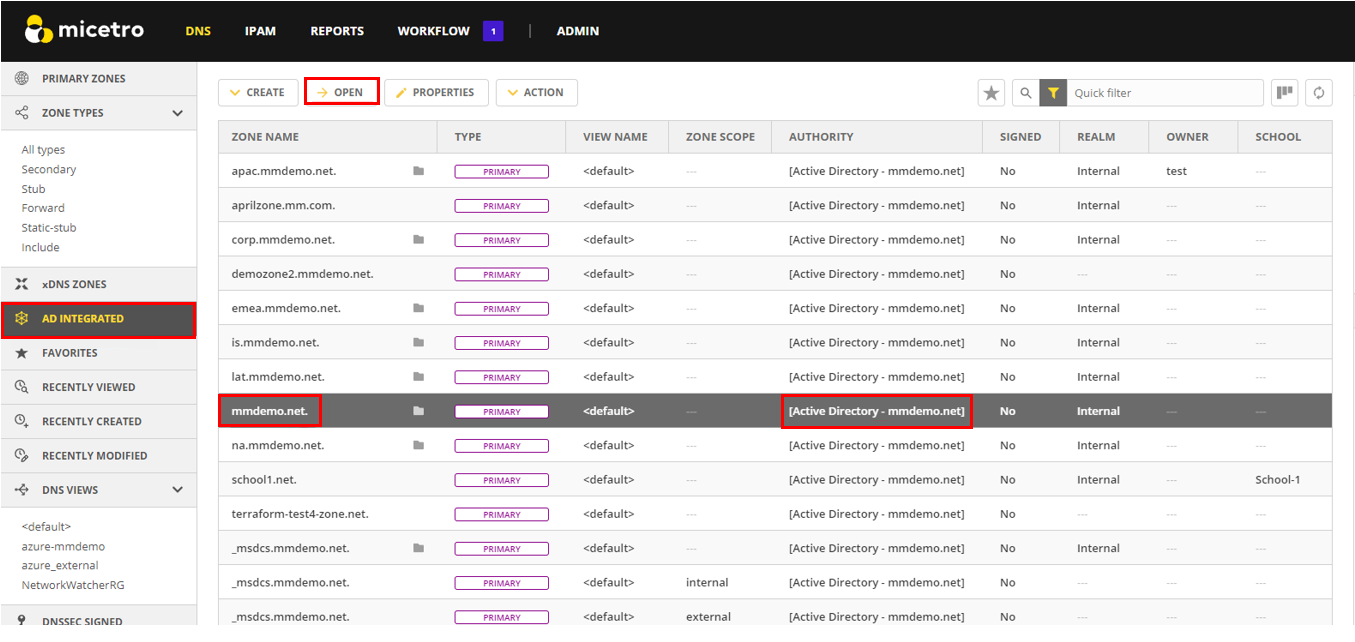 micetro DNS IPAM REPORTS WORKFLOW 1 | ADMIN
PRIMARY ZONES
ZONE TYPES
All types
Secondary
Stub
Forward
Static-stub
Include
xDNS ZONES
AD INTEGRATED
FAVORITES
RECENTLY VIEWED
RECENTLY CREATED
RECENTLY MODIFIED
DNS VIEWS
<default>
azure-mmdemo
azure_external
NetworkWatcherRG
DNSSEC SIGNED
CREATE OPEN PROPERTIES ACTION Quick filter
ZONE NAME TYPE VIEW NAME ZONE SCOPE AUTHORITY SIGNED REALM OWNER SCHOOL
apac.mmdemo.net. PRIMARY <default> --- [Active Directory - mmdemo.net] No Internal test ---
aprilzone.mm.com. PRIMARY <default> --- [Active Directory - mmdemo.net] No Internal --- ---
corp.mmdemo.net. PRIMARY <default> --- [Active Directory - mmdemo.net] No Internal --- ---
demozone2.mmdemo.net. PRIMARY <default> --- [Active Directory - mmdemo.net] No --- --- ---
emea.mmdemo.net. PRIMARY <default> --- [Active Directory - mmdemo.net] No Internal --- ---
is.mmdemo.net. PRIMARY <default> --- [Active Directory - mmdemo.net] No Internal --- ---
lat.mmdemo.net. PRIMARY <default> --- [Active Directory - mmdemo.net] No Internal --- ---
mmdemo.net. PRIMARY <default> --- [Active Directory - mmdemo.net] No Internal --- ---
na.mmdemo.net. PRIMARY <default> --- [Active Directory - mmdemo.net] No Internal --- ---
school1.net. PRIMARY <default> --- [Active Directory - mmdemo.net] No Internal --- School-1
terraform-test4-zone.net. PRIMARY <default> --- [Active Directory - mmdemo.net] No Internal --- ---
_msdcs.mmdemo.net. PRIMARY <default> --- [Active Directory - mmdemo.net] No Internal --- ---
_msdcs.mmdemo.net. PRIMARY <default> internal [Active Directory - mmdemo.net] No --- --- ---
_msdcs.mmdemo.net. PRIMARY <default> external [Active Directory - mmdemo.net] No --- --- ---